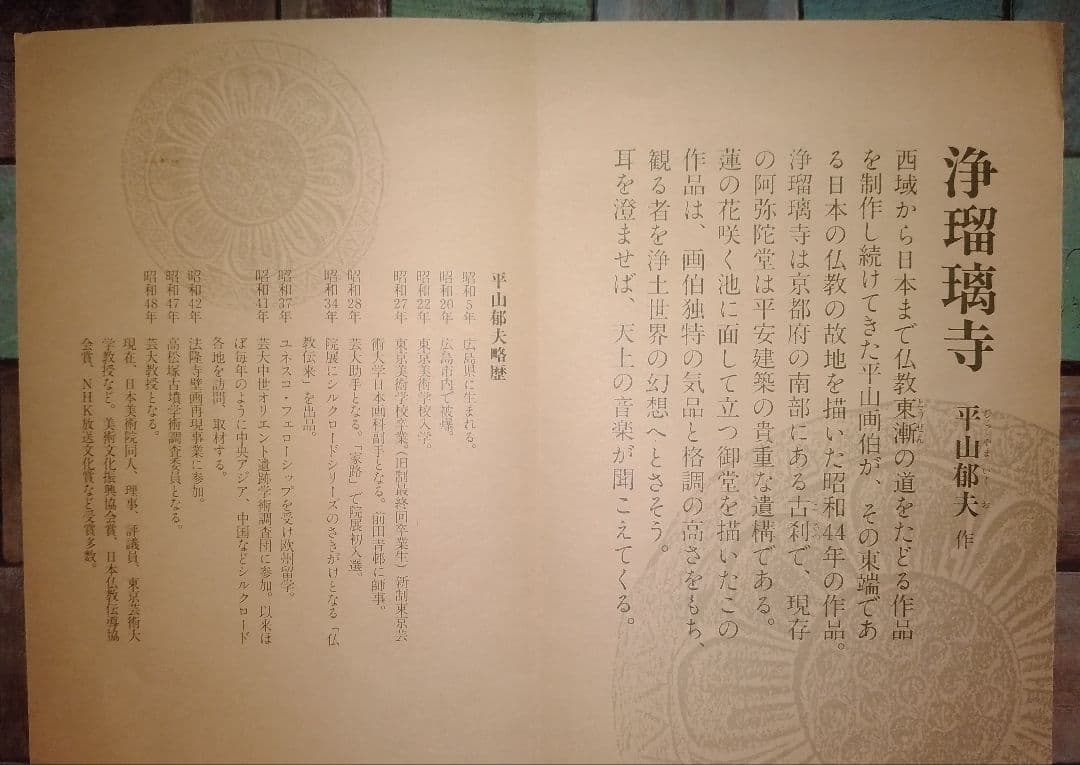 浄瑠璃寺 平山郁夫 作
ひらやま いくお
西域から日本まで仏教東漸の道をたどる作品
とうぜん
を制作し続けてきた平山画伯が、その東端であ
る日本の仏教の故地を描いた昭和44年の作品。
浄瑠璃寺は京都府の南部にある古刹で、現存
こさつ
の阿弥陀堂は平安建築の貴重な遺構である。
蓮の花咲く池に面して立つ御堂を描いたこの
作品は、画伯独特の気品と格調の高さをもち、
観る者を浄土世界の幻想へとさそう。
耳を澄ませば、天上の音楽が聞こえてくる。
平山郁夫略歴
昭和5年 広島県に生まれる。
昭和20年 広島市内で被爆。
昭和22年 東京美術学校入学。
昭和27年 東京美術学校卒業(旧制最終回卒業生)新制東京芸
術大学日本画科副手となる。前田青邨に師事。
昭和28年 芸大助手となる。「家路」で院展初入選。
昭和34年 院展にシルクロードシリーズのさきがけとなる「仏
教伝来」を出品。
昭和37年 ユネスコ・フェローシップを受け欧州留学。
昭和41年 芸大中世オリエント遺跡学術調査団に参加。以来ほ
ぼ毎年のように中央アジア、中国などシルクロード
各地を訪問、取材する。
昭和42年 法隆寺壁画再現事業に参加。
昭和47年 高松塚古墳学術調査委員となる。
昭和48年 芸大教授となる。
現在、日本美術院同人、理事、評議員、東京芸術大
学教授など。美術文化振興協会賞、日本仏教伝導協
会賞、NHK放送文化賞など受賞多数。